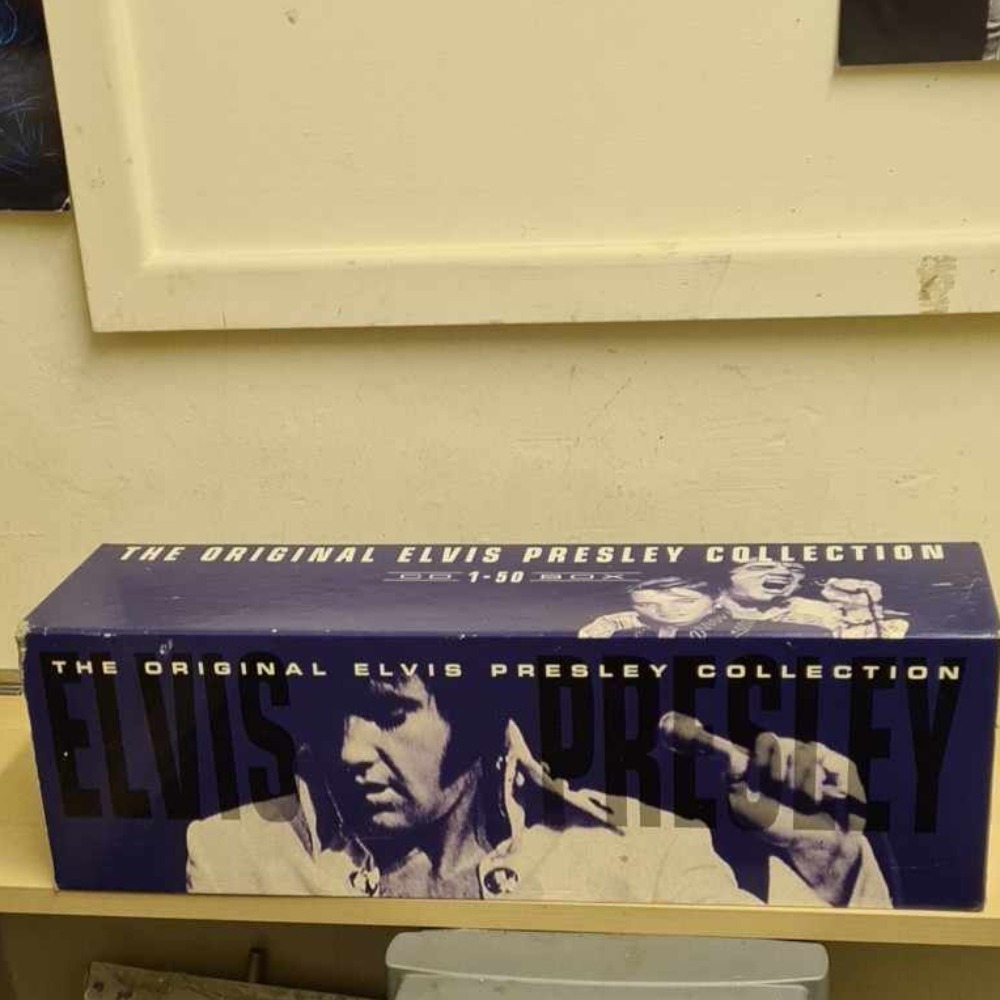 THE ORIGINAL ELVIS PRESLEY COLLECTION
CD 1-50 BOX
THE ORIGINAL ELVIS PRESLEY COLLECTION
ELVIS PRESLEY